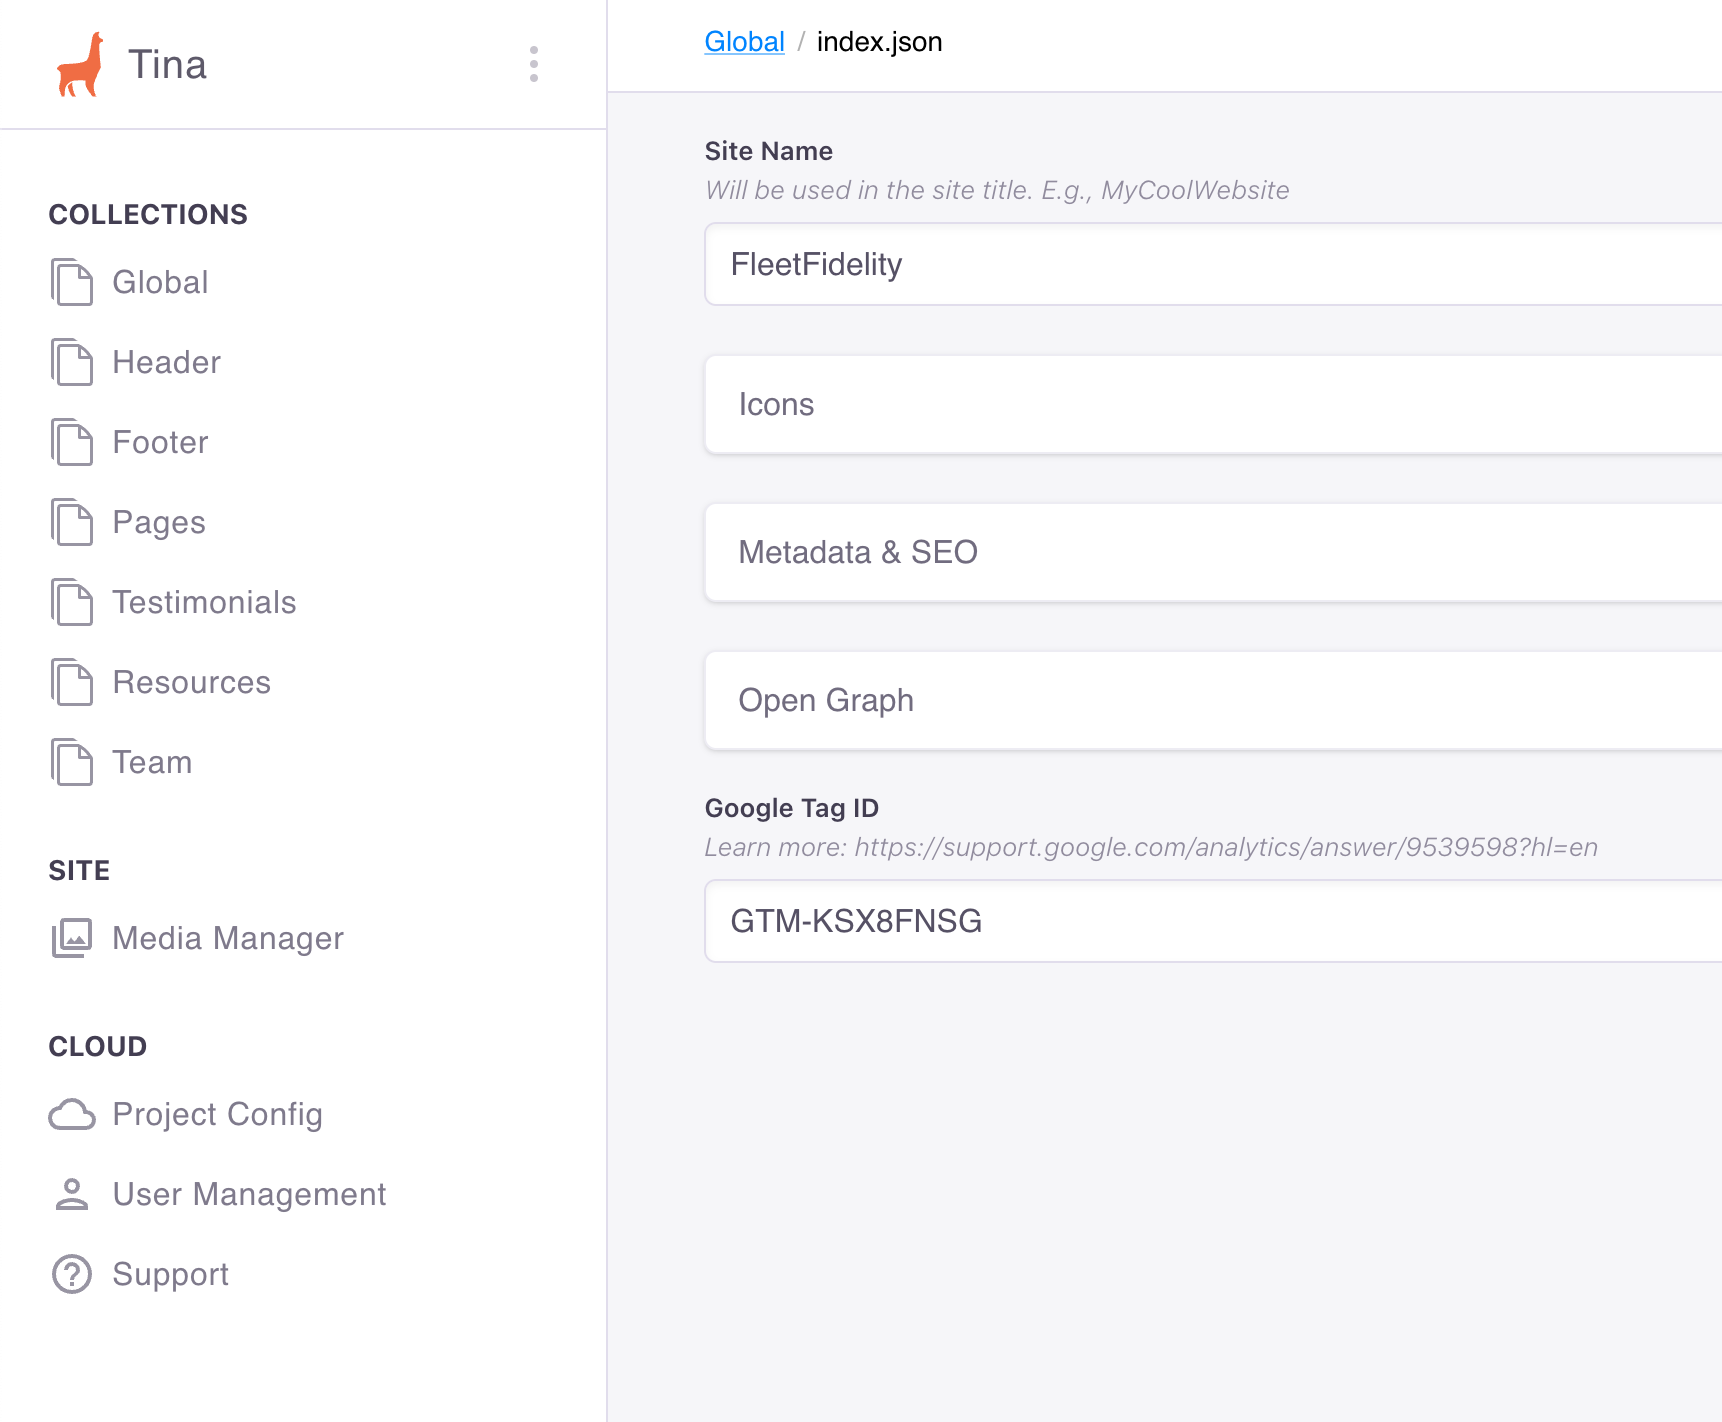 Tina
COLLECTIONS
Global
Header
Footer
Pages
Testimonials
Resources
Team
SITE
Media Manager
CLOUD
Project Config
User Management
Support
Global / index.json
Site Name
Will be used in the site title. E.g., MyCoolWebsite
FleetFidelity
Icons
Metadata & SEO
Open Graph
Google Tag ID
Learn more: https://support.google.com/analytics/answer/9539598?hl=en
GTM-KSX8FNSG